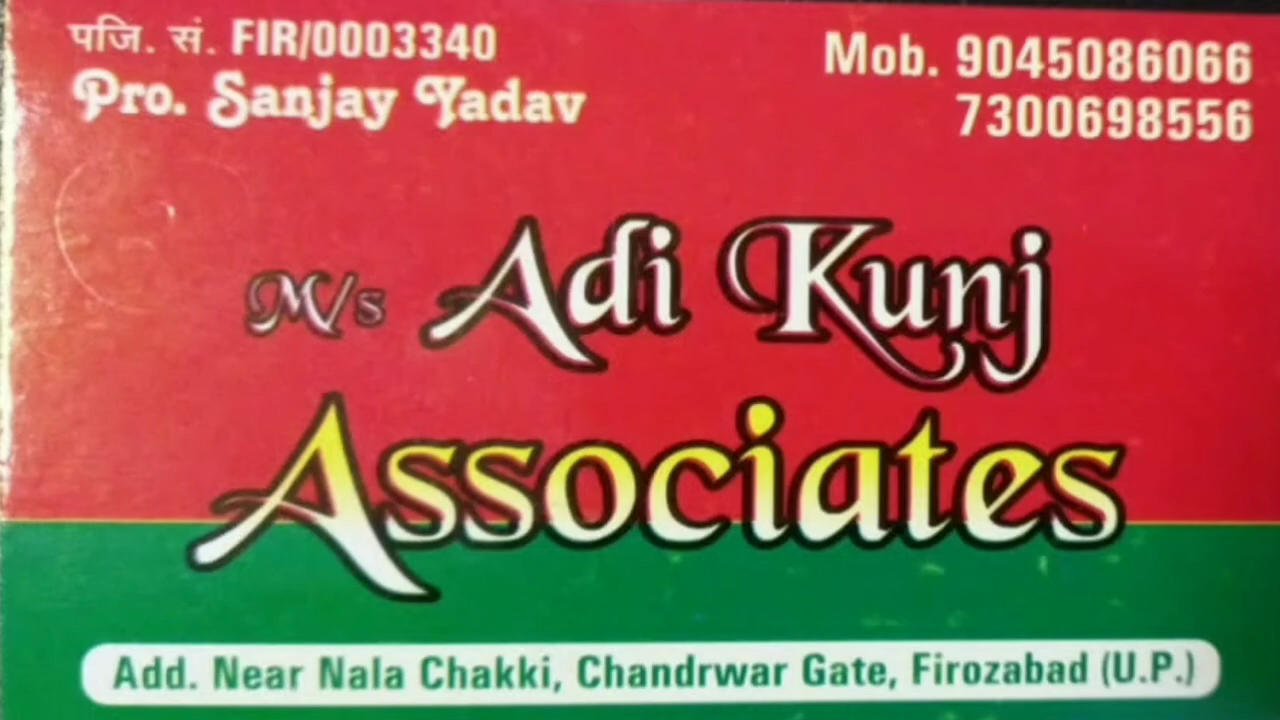 पजि. सं. FIR/0003340
Pro. Sanjay Yadav
Mob. 9045086066
7300698556
M/s Adi Kunj
Associates
Add. Near Nala Chakki, Chandrwar Gate, Firozabad (U.P.)